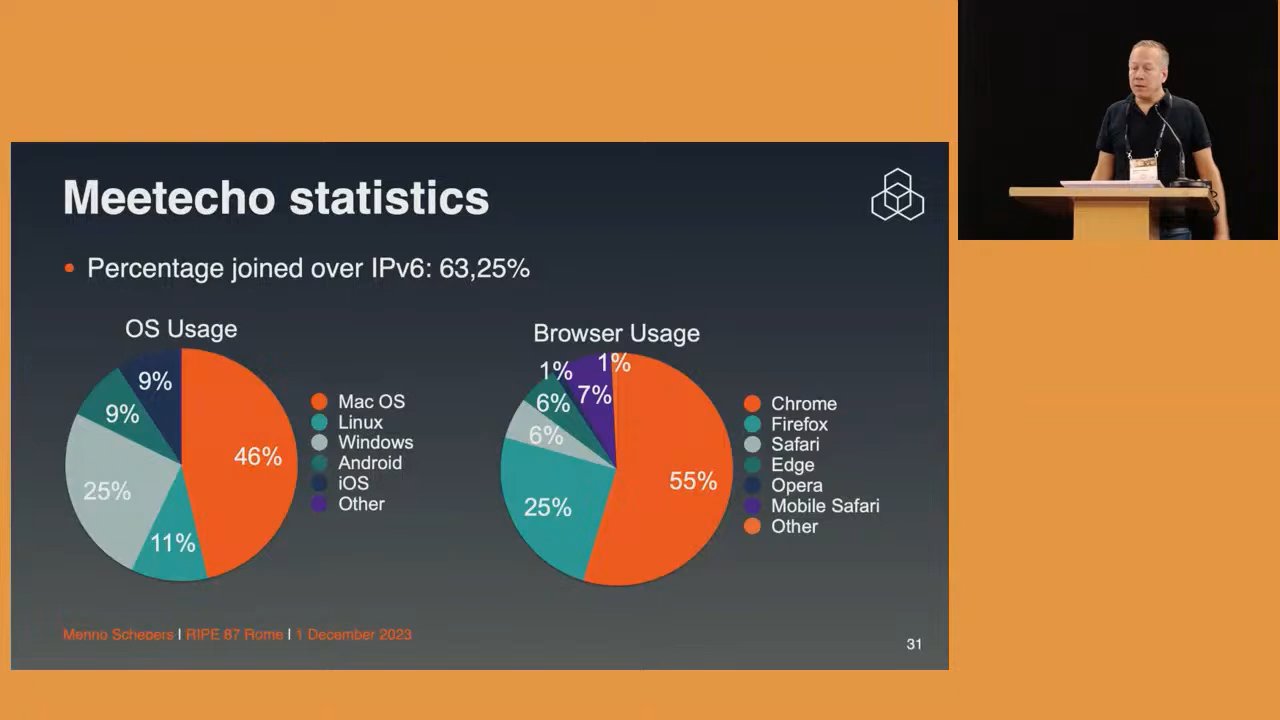 Meetecho statistics
• Percentage joined over IPv6: 63,25%
OS Usage
9%
9%
46%
25%
11%
Mac OS
Linux
Windows
Android
iOS
Other
Browser Usage
1%
1%
7%
6%
6%
55%
25%
Chrome
Firefox
Safari
Edge
Opera
Mobile Safari
Other
Menno Schepers | RIPE 87 Rome | 1 December 2023
31